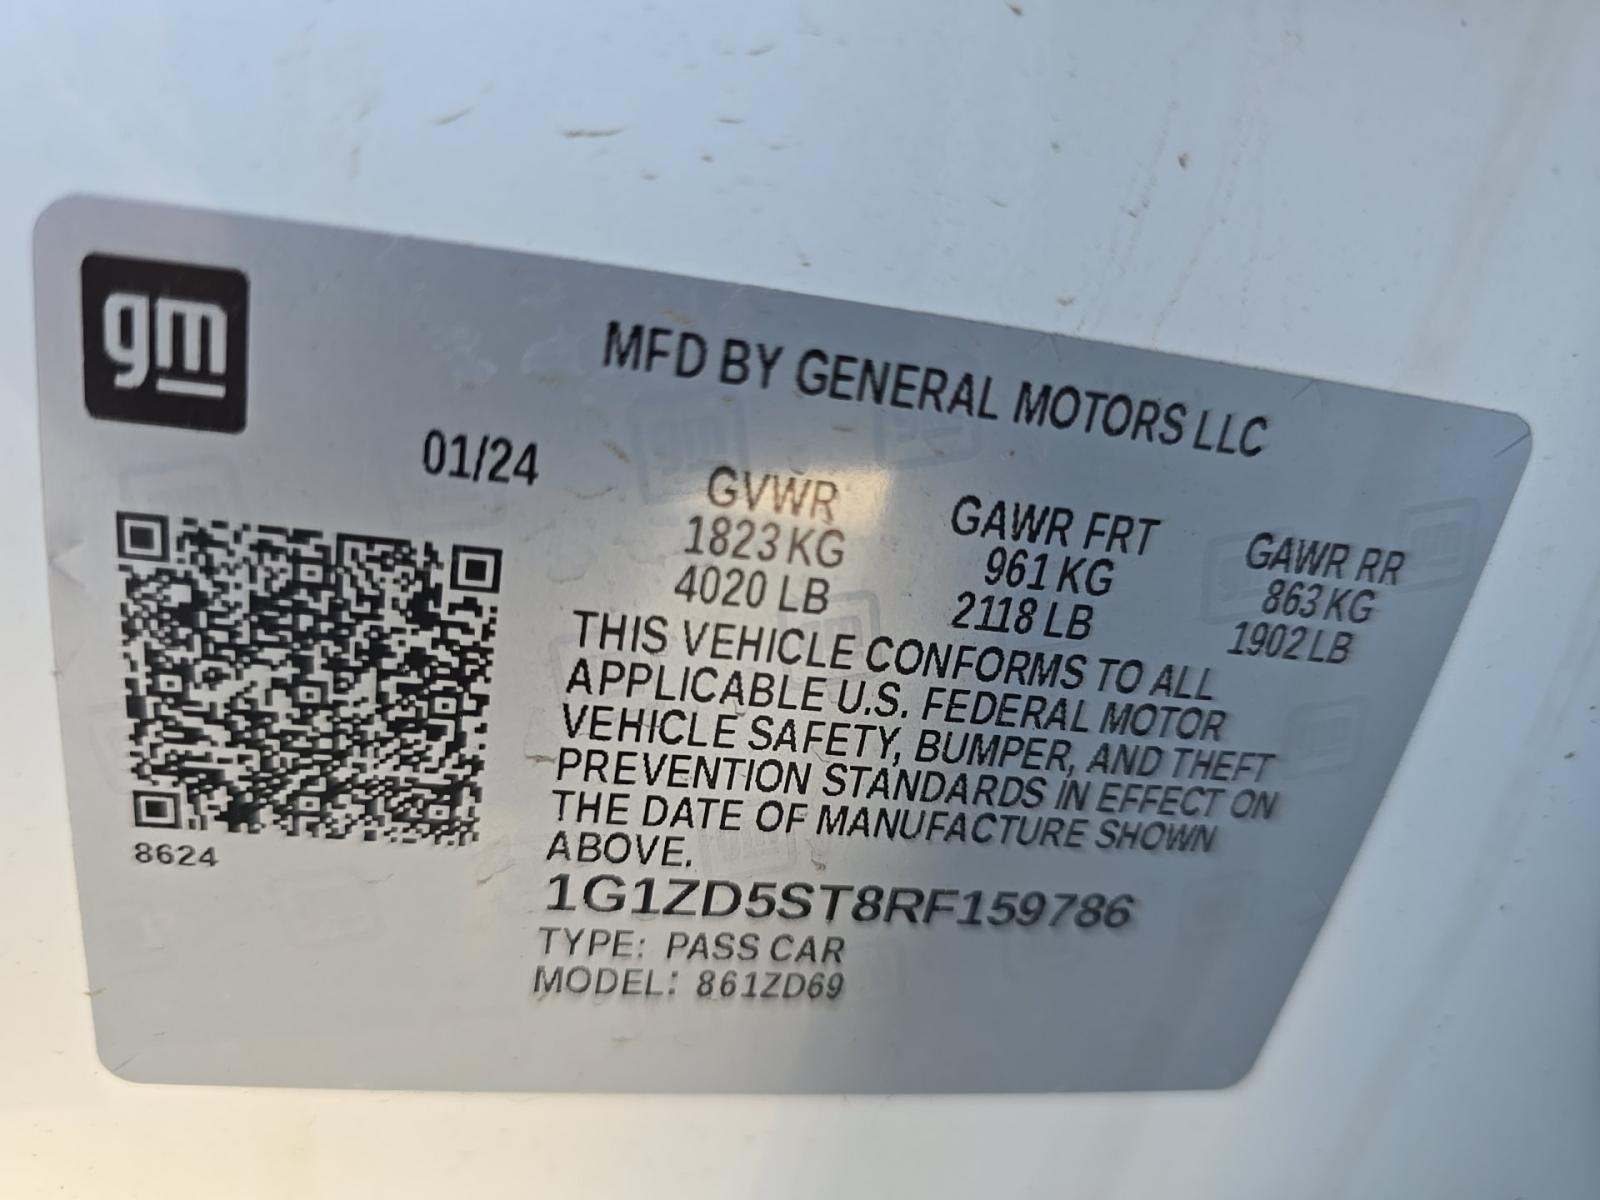 gm
MFD BY GENERAL MOTORS LLC
01/24
GVWR
1823 KG
4020 LB
GAWR FRT
961 KG
2118 LB
GAWR RR
863 KG
1902 LB
THIS VEHICLE CONFORMS TO ALL
APPLICABLE U.S. FEDERAL MOTOR
VEHICLE SAFETY, BUMPER, AND THEFT
PREVENTION STANDARDS IN EFFECT ON
THE DATE OF MANUFACTURE SHOWN
ABOVE.
8624
1G1ZD5ST8RF159786
TYPE: PASS CAR
MODEL: 861ZD69